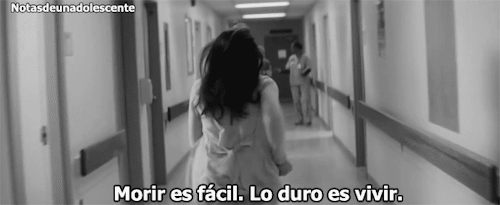 Notasdeunadolescente
Morir es fácil. Lo duro es vivir.